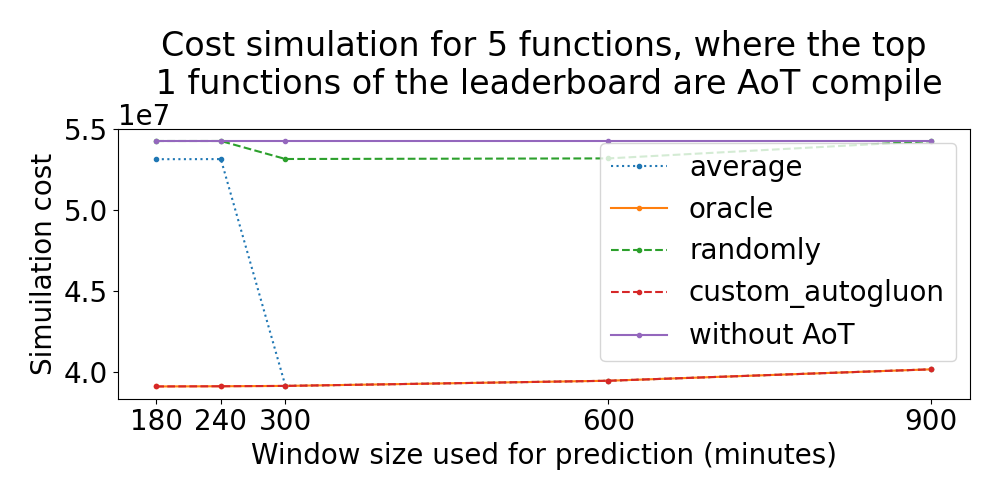 Cost simulation for 5 functions, where the top
1 functions of the leaderboard are AoT compile
1e7
5.5
5.0
4.5
4.0
Simuilation cost
average
oracle
randomly
custom_autogluon
without AoT
180 240 300 600 900
Window size used for prediction (minutes)